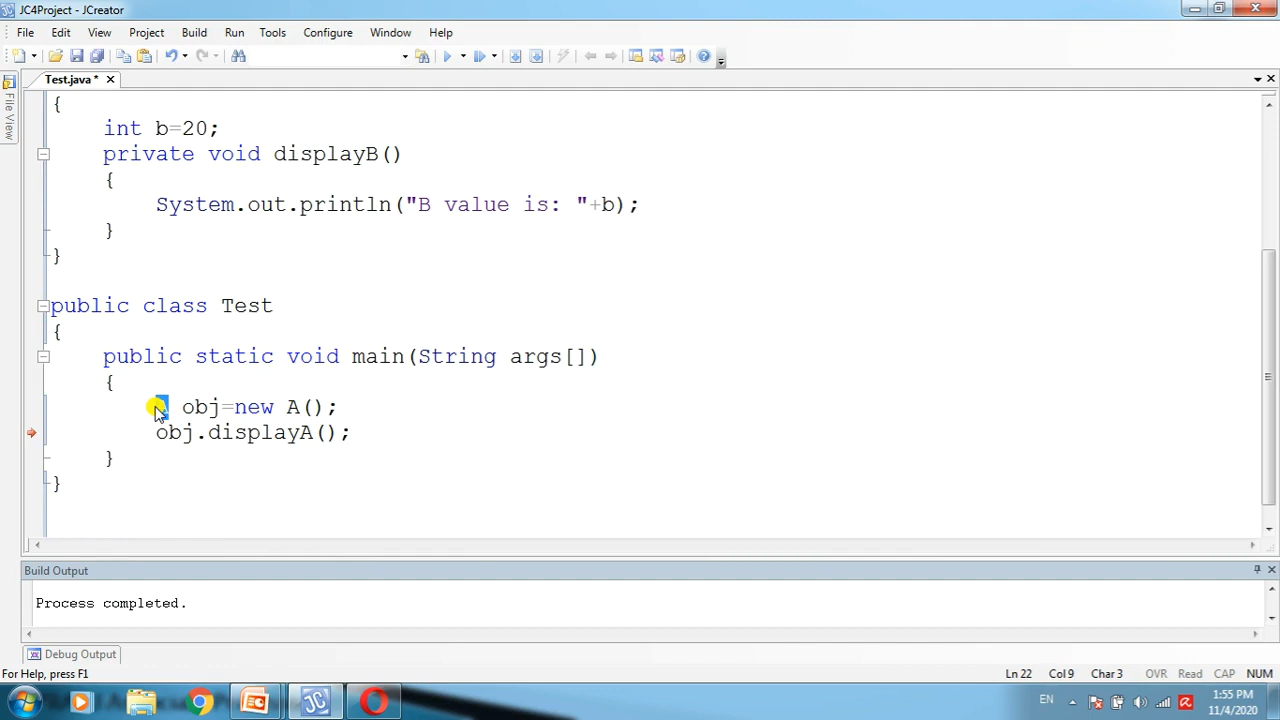 JC4Project - JCreator
File Edit View Project Build Run Tools Configure Window Help
Test.java *
File View
{
int b=20;
private void displayB()
{
System.out.println("B value is: "+b);
}
}
public class Test
{
public static void main(String args[])
{
A obj=new A();
obj.displayA();
}
}
Build Output
Process completed.
Debug Output
For Help, press F1
Ln 22 Col 9 Char 3 OVR Read CAP NUM
EN
1:55 PM
11/4/2020